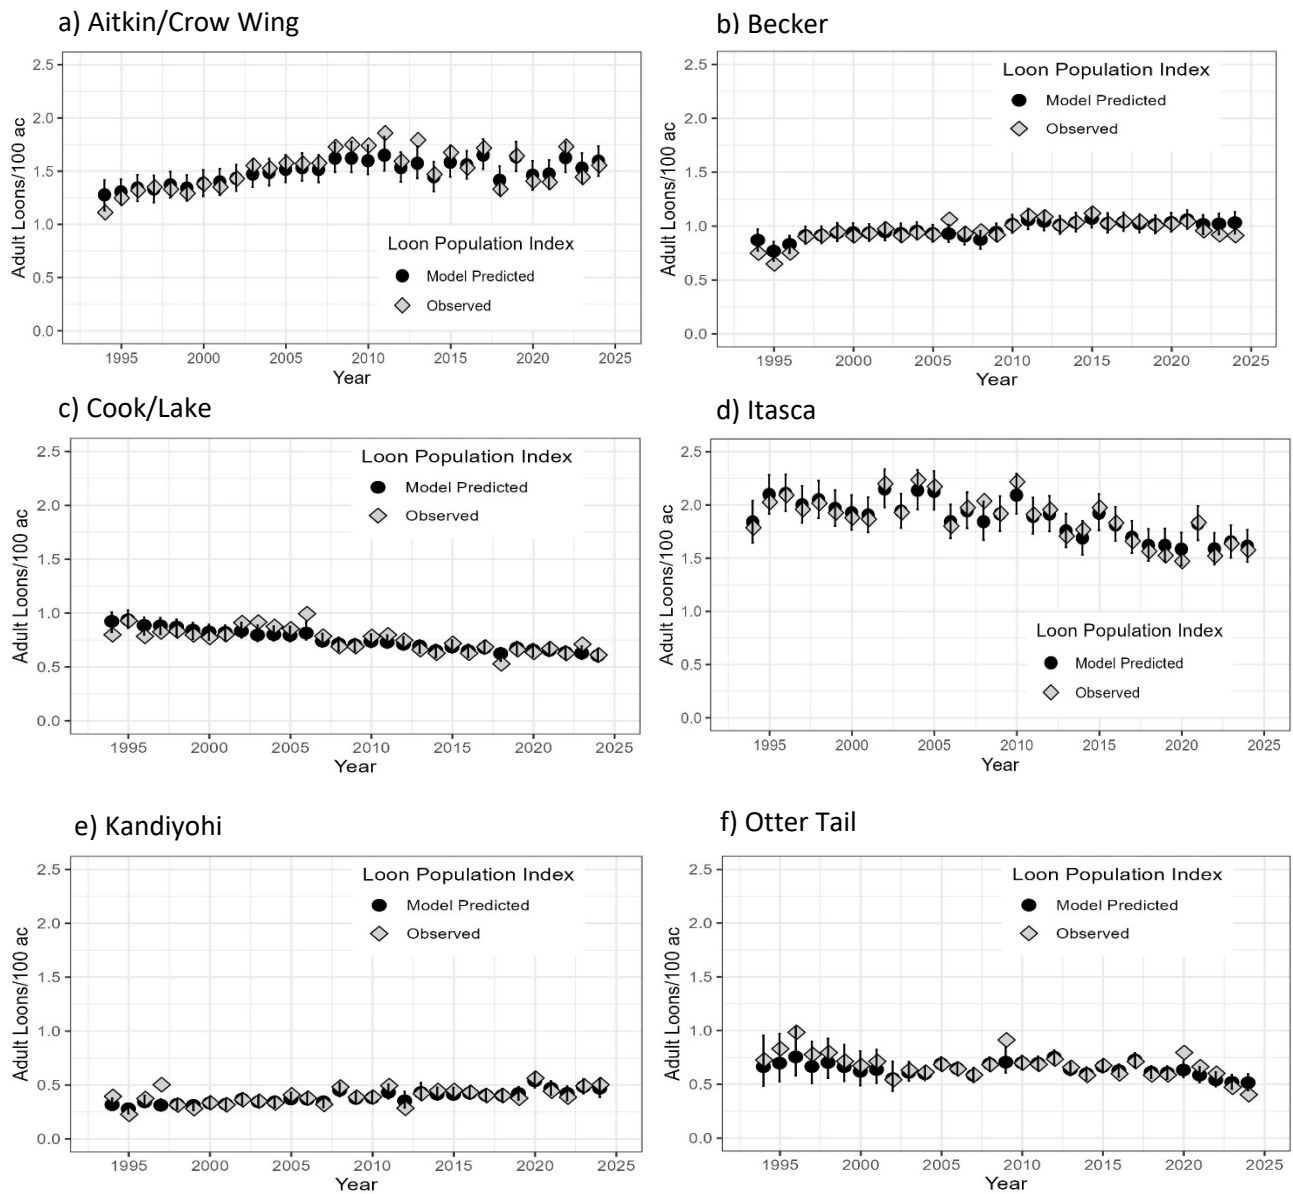 a) Aitkin/Crow Wing
2.5
2.0
1.5
1.0
0.5
0.0
Adult Loons/100 ac
Loon Population Index
Model Predicted
Observed
1995 2000 2005 2010 2015 2020 2025
Year
b) Becker
2.5
2.0
1.5
1.0
0.5
0.0
Adult Loons/100 ac
Loon Population Index
Model Predicted
Observed
1995 2000 2005 2010 2015 2020 2025
Year
c) Cook/Lake
2.5
2.0
1.5
1.0
0.5
0.0
Adult Loons/100 ac
Loon Population Index
Model Predicted
Observed
1995 2000 2005 2010 2015 2020 2025
Year
d) Itasca
2.5
2.0
1.5
1.0
0.5
0.0
Adult Loons/100 ac
Loon Population Index
Model Predicted
Observed
1995 2000 2005 2010 2015 2020 2025
Year
e) Kandiyohi
2.5
2.0
1.5
1.0
0.5
0.0
Adult Loons/100 ac
Loon Population Index
Model Predicted
Observed
1995 2000 2005 2010 2015 2020 2025
Year
f) Otter Tail
2.5
2.0
1.5
1.0
0.5
0.0
Adult Loons/100 ac
Loon Population Index
Model Predicted
Observed
1995 2000 2005 2010 2015 2020 2025
Year